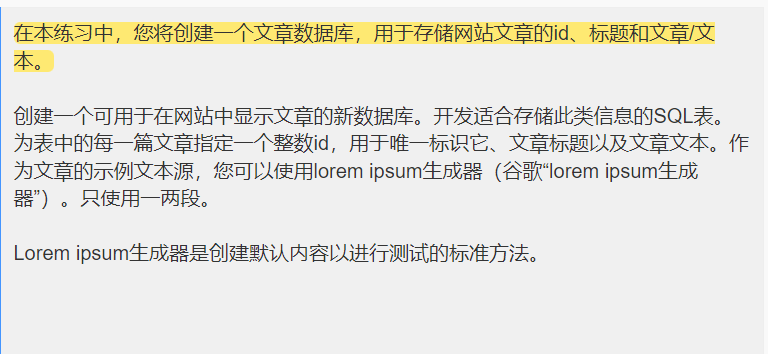 在本练习中，您将创建一个文章数据库，用于存储网站文章的id、标题和文章/文
本。
创建一个可用于在网站中显示文章的新数据库。开发适合存储此类信息的SQL表。
为表中的每一篇文章指定一个整数id，用于唯一标识它、文章标题以及文章文本。作
为文章的示例文本源，您可以使用lorem ipsum生成器（谷歌“lorem ipsum生成
器”）。只使用一两段。
Lorem ipsum生成器是创建默认内容以进行测试的标准方法。